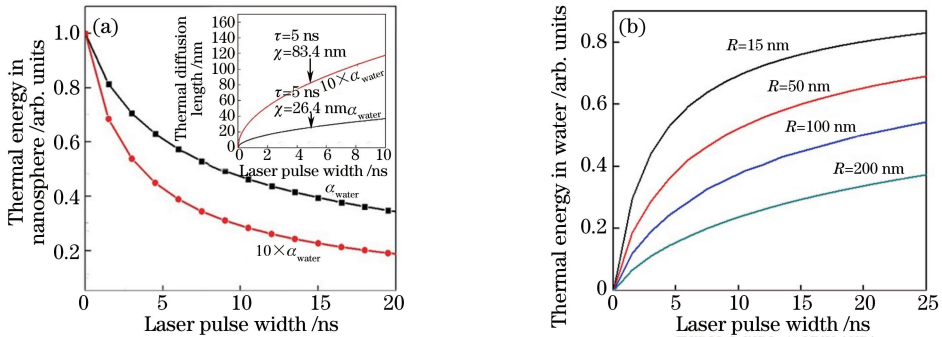 (a)
Thermal energy in
nanosphere /arb. units
1.0
0.8
0.6
0.4
0.2
0 5 10 15 20
Laser pulse width /ns
α_water
10×α_water
Thermal diffusion
length /nm
160
140
120
100
80
60
40
20
0
0 2 4 6 8 10
Laser pulse width /ns
τ=5 ns
χ=83.4 nm
10×α_water
τ=5 ns
χ=26.4 nm α_water
(b)
Thermal energy in water /arb. units
0.8
0.6
0.4
0.2
0
0 5 10 15 20 25
Laser pulse width /ns
R=15 nm
R=50 nm
R=100 nm
R=200 nm